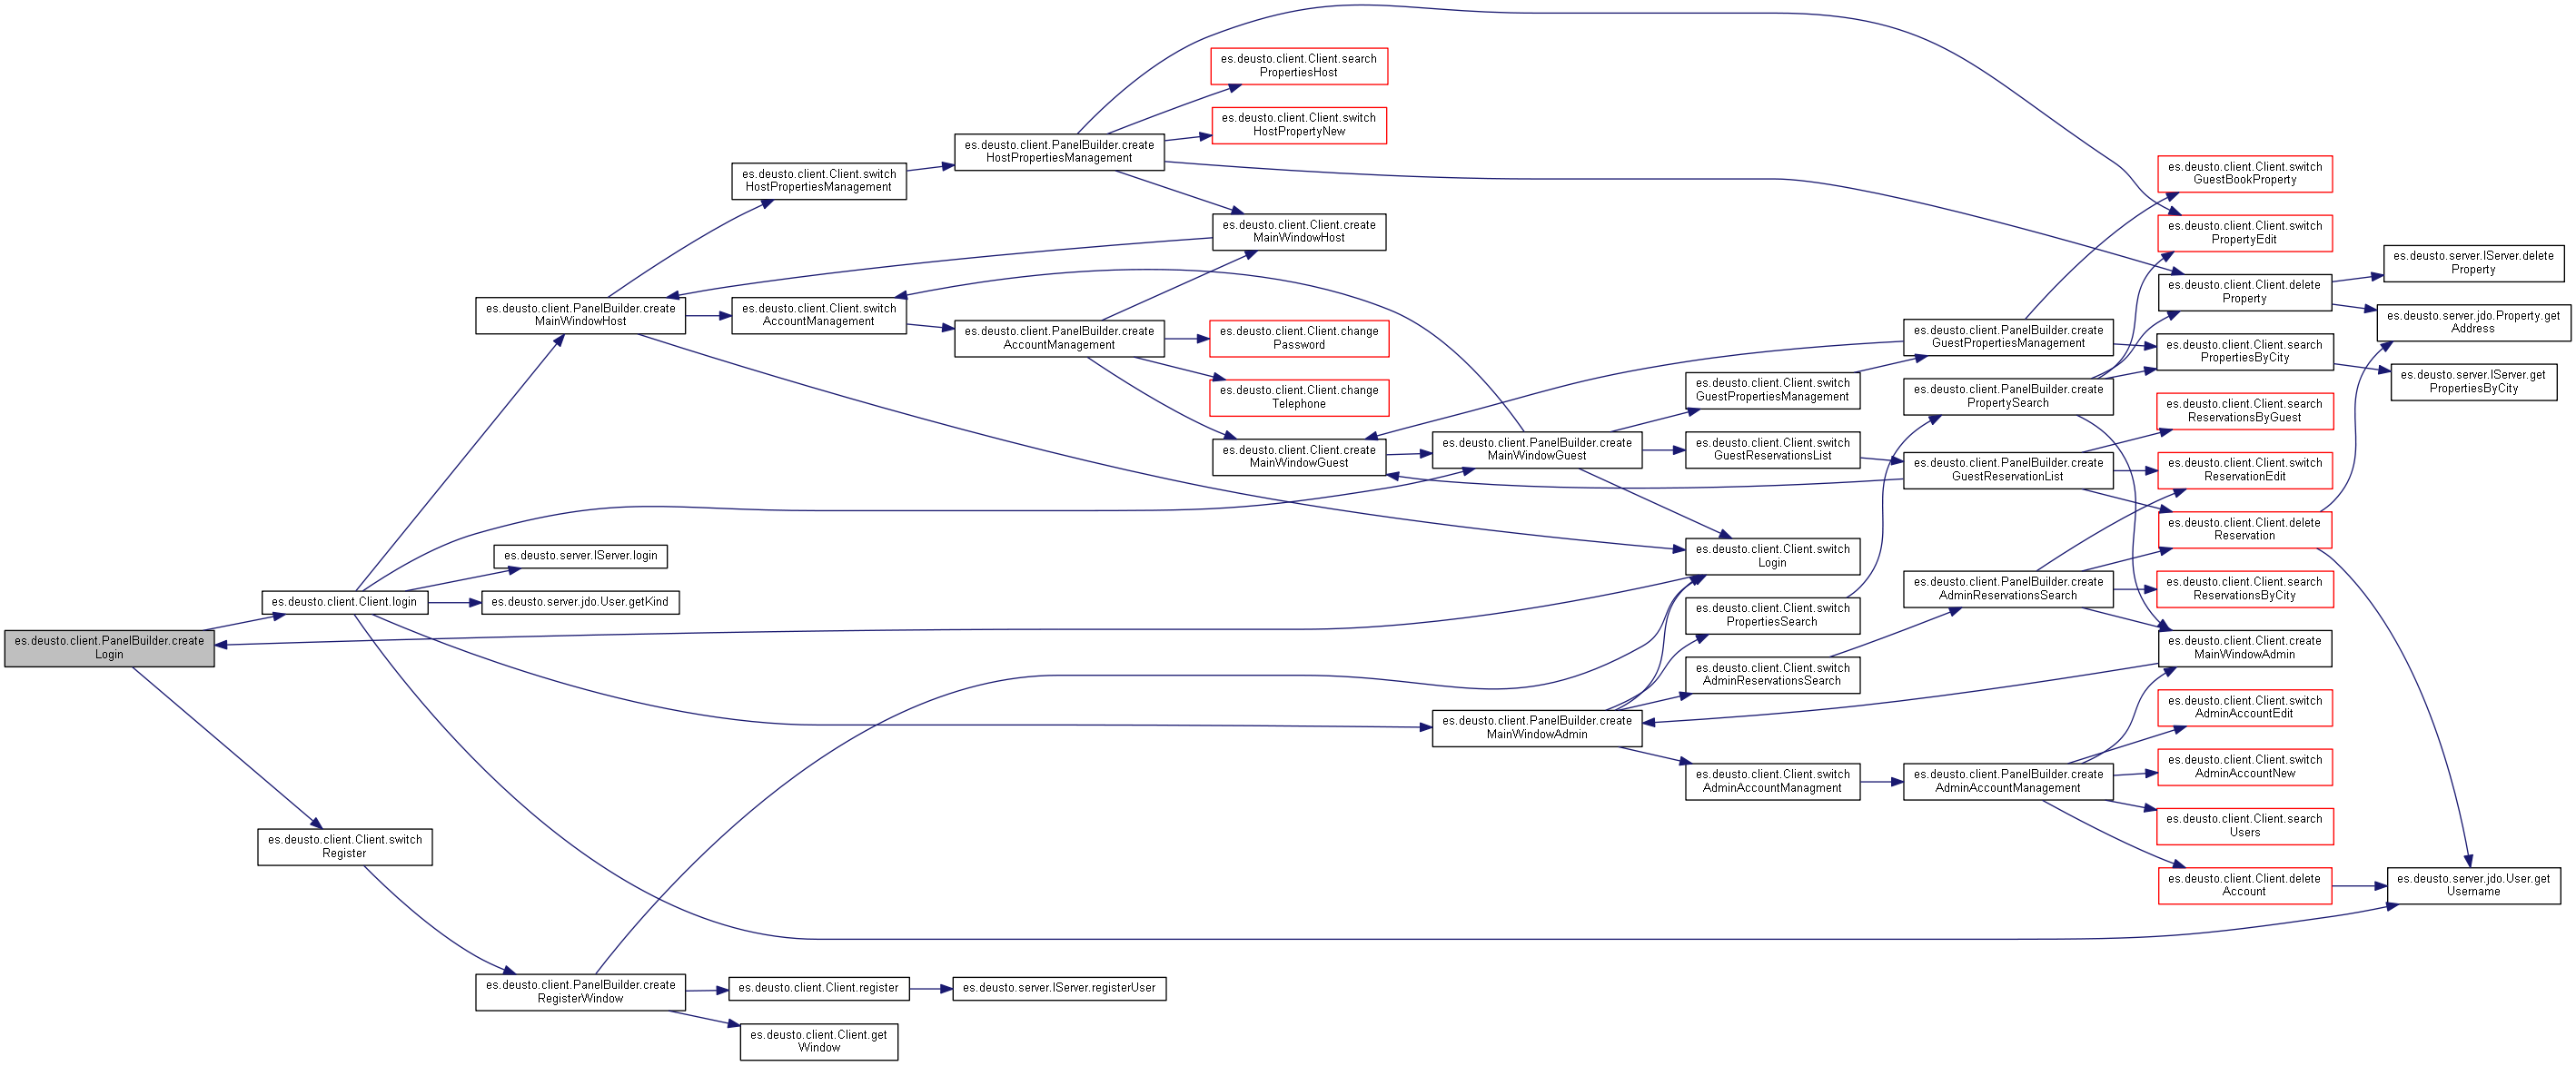 es.deusto.client.PanelBuilder.create
Login
es.deusto.client.Client.login
es.deusto.client.Client.switch
Register
es.deusto.client.PanelBuilder.create
MainWindowHost
es.deusto.server.IServer.login
es.deusto.server.jdo.User.getKind
es.deusto.client.PanelBuilder.create
RegisterWindow
es.deusto.client.Client.switch
HostPropertiesManagement
es.deusto.client.Client.switch
AccountManagement
es.deusto.client.Client.register
es.deusto.client.Client.get
Window
es.deusto.client.PanelBuilder.create
HostPropertiesManagement
es.deusto.client.PanelBuilder.create
AccountManagement
es.deusto.server.IServer.registerUser
es.deusto.client.Client.search
PropertiesHost
es.deusto.client.Client.switch
HostPropertyNew
es.deusto.client.Client.create
MainWindowHost
es.deusto.client.Client.change
Password
es.deusto.client.Client.change
Telephone
es.deusto.client.Client.create
MainWindowGuest
es.deusto.client.PanelBuilder.create
MainWindowGuest
es.deusto.client.PanelBuilder.create
MainWindowAdmin
es.deusto.client.Client.switch
GuestPropertiesManagement
es.deusto.client.Client.switch
GuestReservationsList
es.deusto.client.Client.switch
Login
es.deusto.client.Client.switch
PropertiesSearch
es.deusto.client.Client.switch
AdminReservationsSearch
es.deusto.client.Client.switch
AdminAccountManagment
es.deusto.client.PanelBuilder.create
GuestPropertiesManagement
es.deusto.client.PanelBuilder.create
PropertySearch
es.deusto.client.PanelBuilder.create
GuestReservationList
es.deusto.client.PanelBuilder.create
AdminReservationsSearch
es.deusto.client.PanelBuilder.create
AdminAccountManagement
es.deusto.client.Client.switch
GuestBookProperty
es.deusto.client.Client.switch
PropertyEdit
es.deusto.client.Client.delete
Property
es.deusto.client.Client.search
PropertiesByCity
es.deusto.client.Client.search
ReservationsByGuest
es.deusto.client.Client.switch
ReservationEdit
es.deusto.client.Client.delete
Reservation
es.deusto.client.Client.search
ReservationsByCity
es.deusto.client.Client.create
MainWindowAdmin
es.deusto.client.Client.switch
AdminAccountEdit
es.deusto.client.Client.switch
AdminAccountNew
es.deusto.client.Client.search
Users
es.deusto.client.Client.delete
Account
es.deusto.server.IServer.delete
Property
es.deusto.server.jdo.Property.get
Address
es.deusto.server.IServer.get
PropertiesByCity
es.deusto.server.jdo.User.get
Username